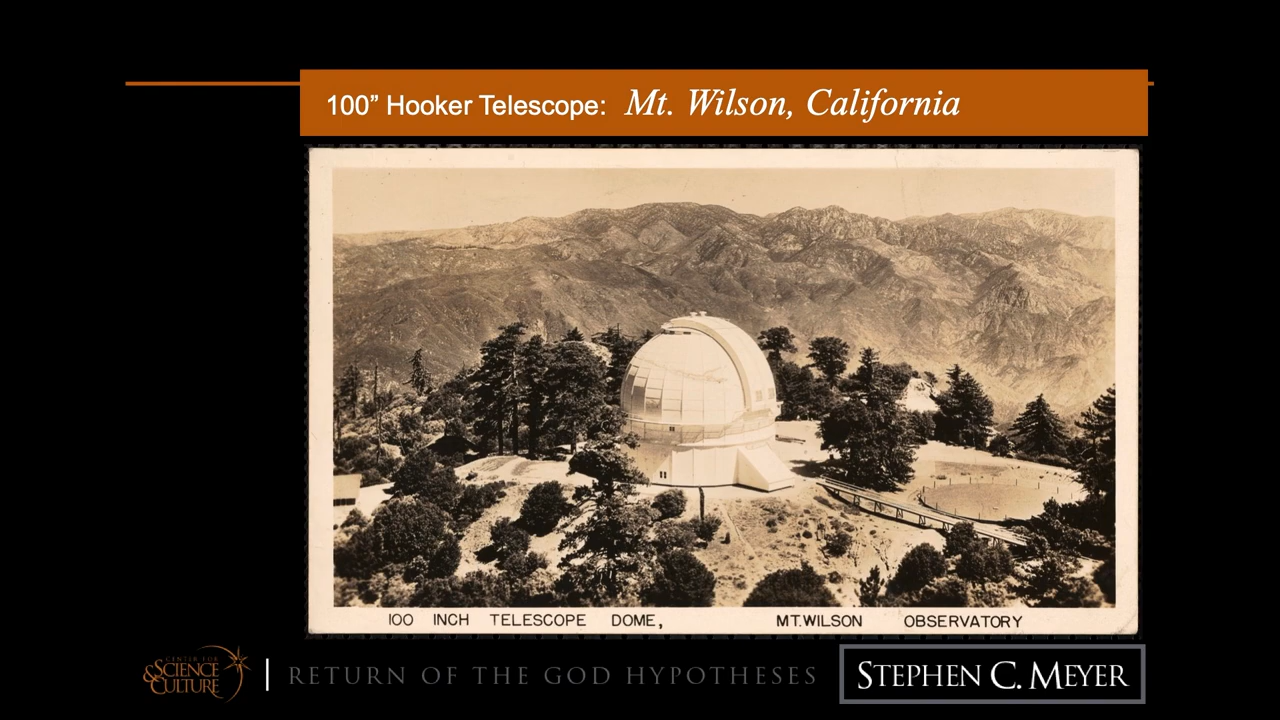 100” Hooker Telescope: Mt. Wilson, California
100 INCH TELESCOPE DOME, MT.WILSON OBSERVATORY
CENTER FOR
&SCIENCE
CULTURE
RETURN OF THE GOD HYPOTHESES
STEPHEN C. MEYER